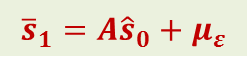 s̄₁ = Aŝ₀ + μ_ε